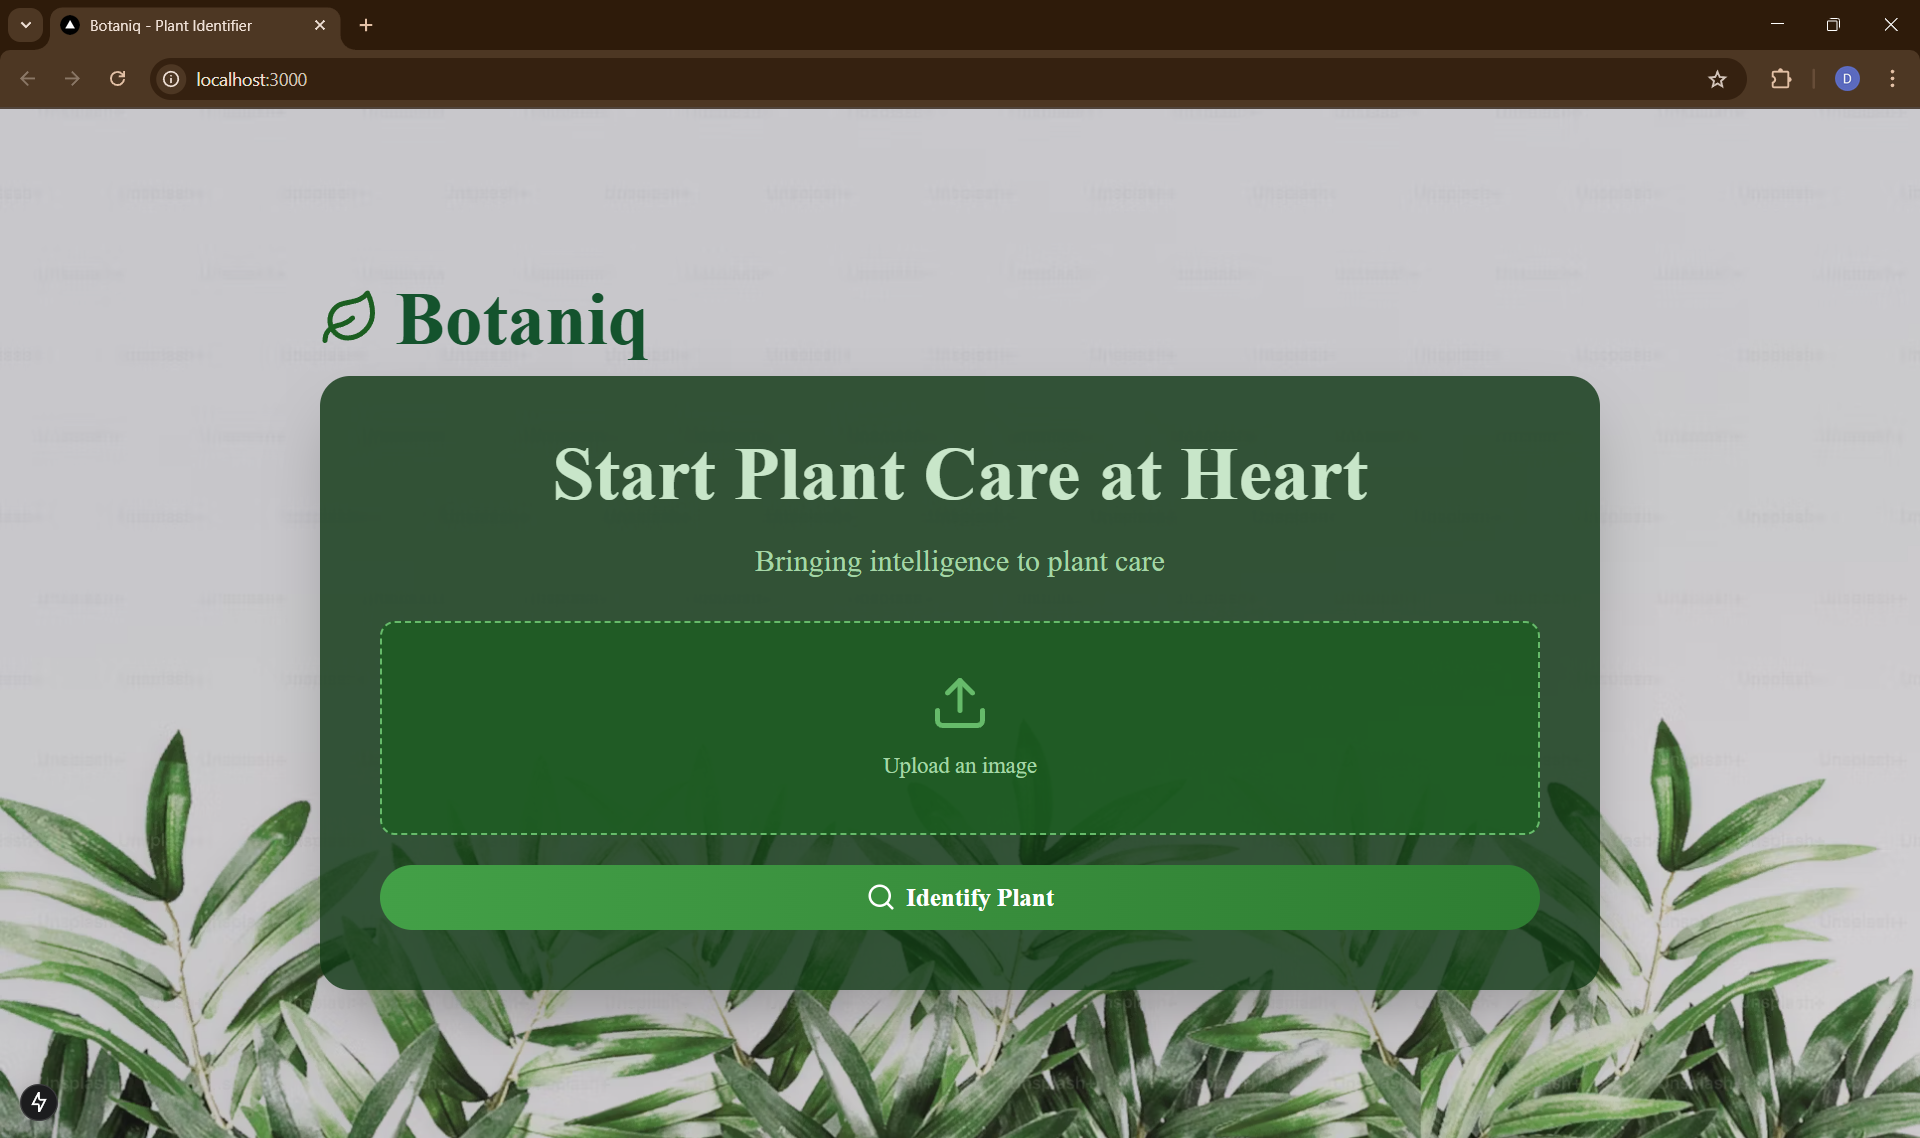 Botaniq - Plant Identifier
localhost:3000
D
Botaniq
Start Plant Care at Heart
Bringing intelligence to plant care
Upload an image
Identify Plant
Unsplash+